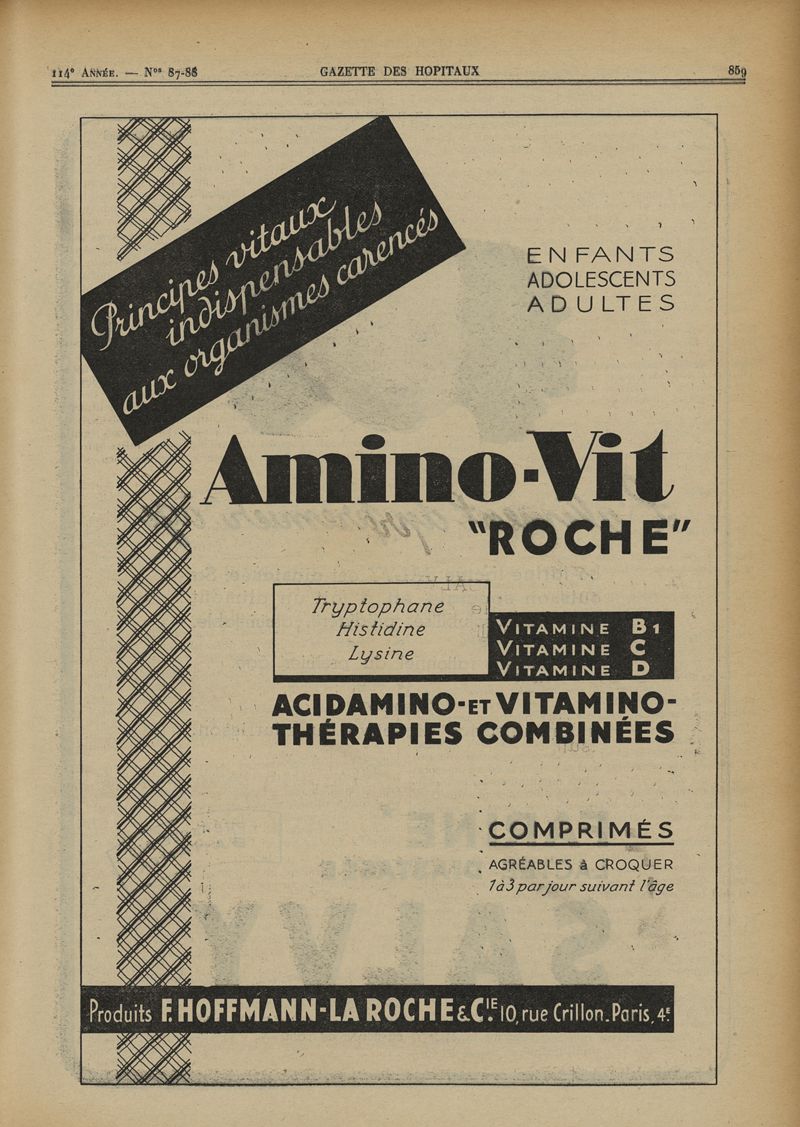 114e ANNÉE. — Nos 87-88
GAZETTE DES HOPITAUX
859
Principes vitaux
indispensables
aux organismes carencés
ENFANTS
ADOLESCENTS
ADULTES
Amino-Vit
"ROCHE"
Tryptophane
Histidine
Lysine
VITAMINE B1
VITAMINE C
VITAMINE D
ACIDAMINO-ET VITAMINO-
THÉRAPIES COMBINÉES
COMPRIMÉS
AGRÉABLES à CROQUER
1 à 3 par jour suivant l'âge
Produits F. HOFFMANN-LA ROCHE & CIE. 10, rue Crillon. Paris, 4E.